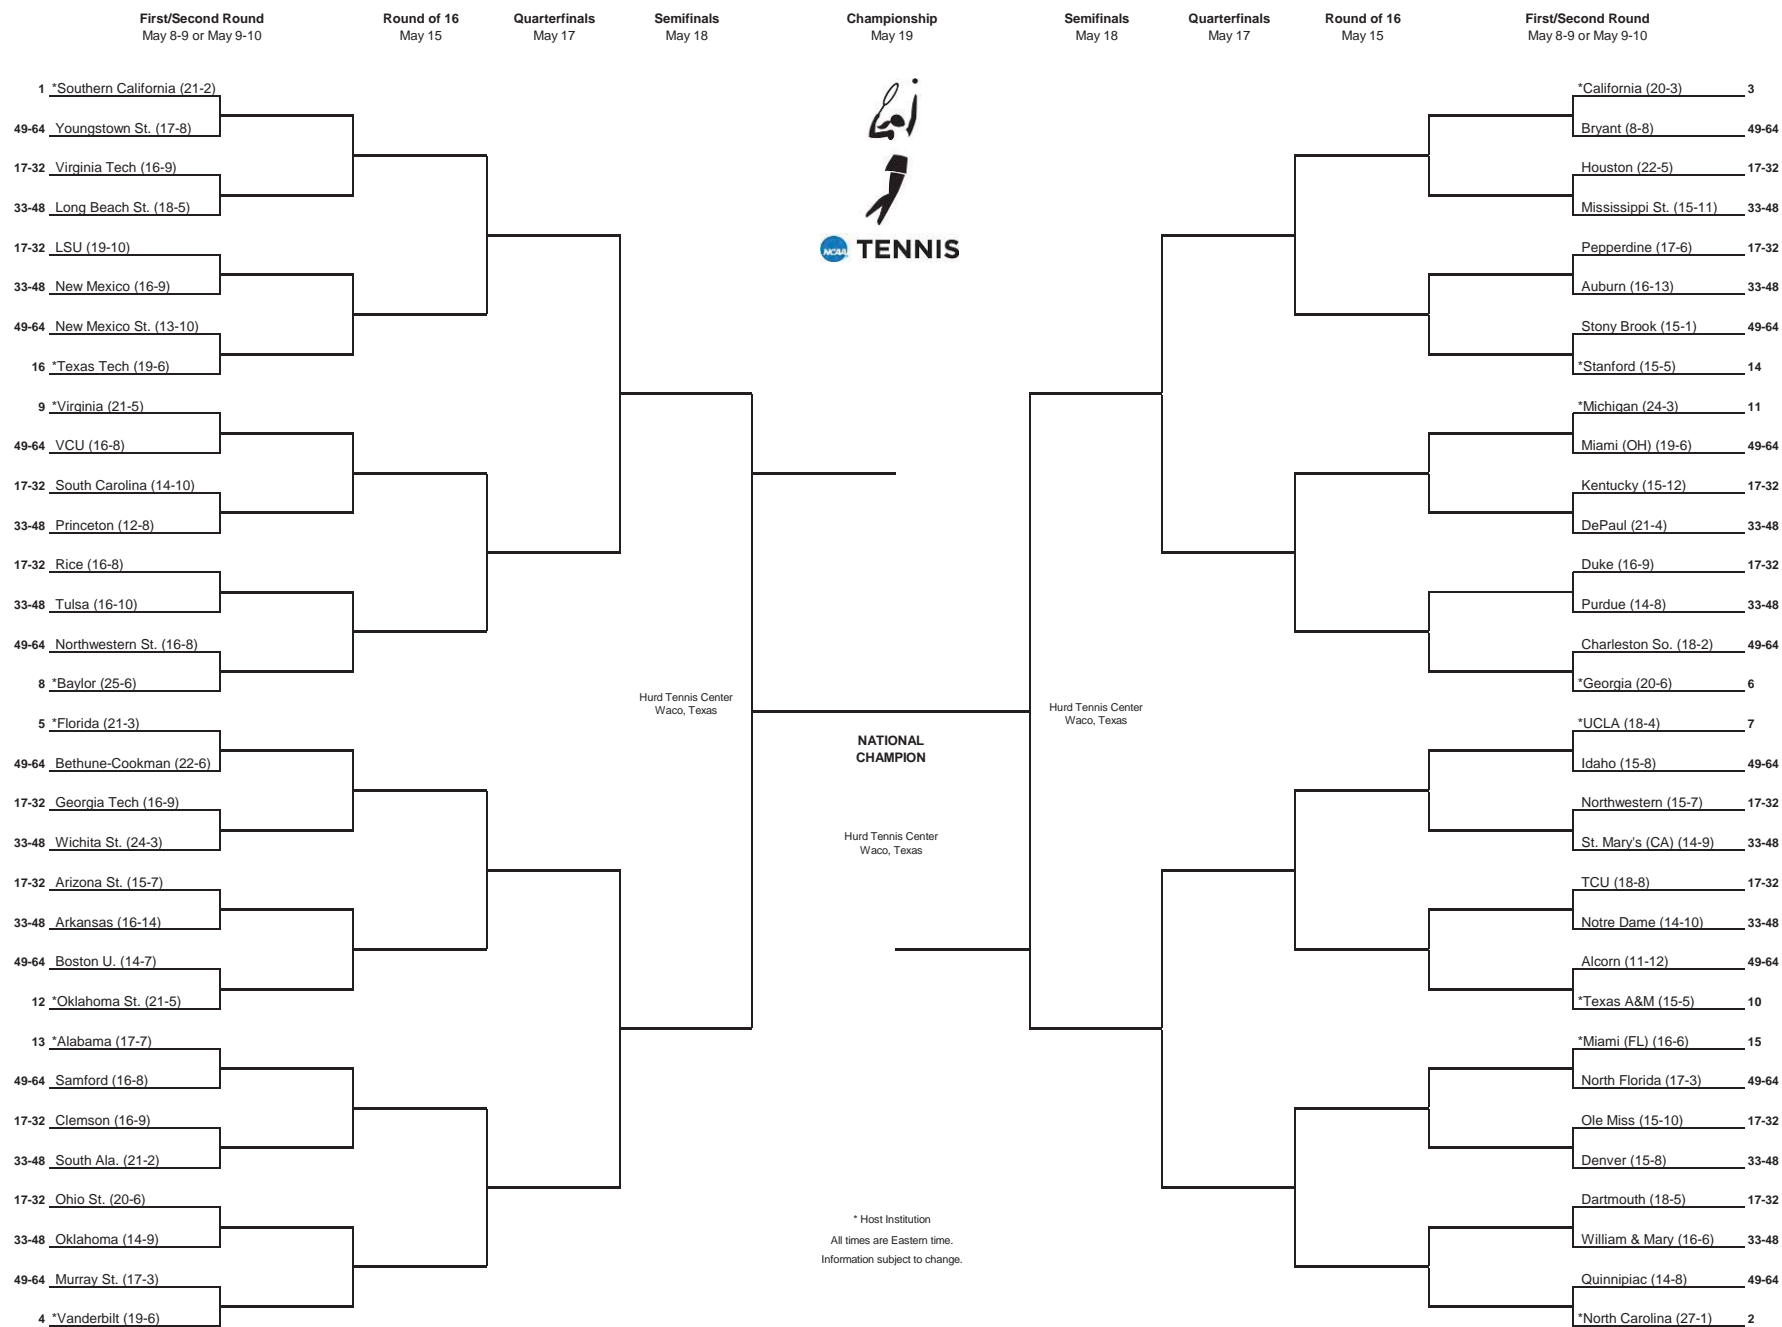 First/Second Round
May 8-9 or May 9-10
Round of 16
May 15
Quarterfinals
May 17
Semifinals
May 18
Championship
May 19
Semifinals
May 18
Quarterfinals
May 17
Round of 16
May 15
First/Second Round
May 8-9 or May 9-10
1 *Southern California (21-2)
49-64 Youngstown St. (17-8)
17-32 Virginia Tech (16-9)
33-48 Long Beach St. (18-5)
17-32 LSU (19-10)
33-48 New Mexico (16-9)
49-64 New Mexico St. (13-10)
16 *Texas Tech (19-6)
9 *Virginia (21-5)
49-64 VCU (16-8)
17-32 South Carolina (14-10)
33-48 Princeton (12-8)
17-32 Rice (16-8)
33-48 Tulsa (16-10)
49-64 Northwestern St. (16-8)
8 *Baylor (25-6)
5 *Florida (21-3)
49-64 Bethune-Cookman (22-6)
17-32 Georgia Tech (16-9)
33-48 Wichita St. (24-3)
17-32 Arizona St. (15-7)
33-48 Arkansas (16-14)
49-64 Boston U. (14-7)
12 *Oklahoma St. (21-5)
13 *Alabama (17-7)
49-64 Samford (16-8)
17-32 Clemson (16-9)
33-48 South Ala. (21-2)
17-32 Ohio St. (20-6)
33-48 Oklahoma (14-9)
49-64 Murray St. (17-3)
4 *Vanderbilt (19-6)
Hurd Tennis Center
Waco, Texas
NCAA TENNIS
NATIONAL
CHAMPION
Hurd Tennis Center
Waco, Texas
* Host Institution
All times are Eastern time.
Information subject to change.
Hurd Tennis Center
Waco, Texas
*California (20-3) 3
Bryant (8-8) 49-64
Houston (22-5) 17-32
Mississippi St. (15-11) 33-48
Pepperdine (17-6) 17-32
Auburn (16-13) 33-48
Stony Brook (15-1) 49-64
*Stanford (15-5) 14
*Michigan (24-3) 11
Miami (OH) (19-6) 49-64
Kentucky (15-12) 17-32
DePaul (21-4) 33-48
Duke (16-9) 17-32
Purdue (14-8) 33-48
Charleston So. (18-2) 49-64
*Georgia (20-6) 6
*UCLA (18-4) 7
Idaho (15-8) 49-64
Northwestern (15-7) 17-32
St. Mary's (CA) (14-9) 33-48
TCU (18-8) 17-32
Notre Dame (14-10) 33-48
Alcorn (11-12) 49-64
*Texas A&M (15-5) 10
*Miami (FL) (16-6) 15
North Florida (17-3) 49-64
Ole Miss (15-10) 17-32
Denver (15-8) 33-48
Dartmouth (18-5) 17-32
William & Mary (16-6) 33-48
Quinnipiac (14-8) 49-64
*North Carolina (27-1) 2